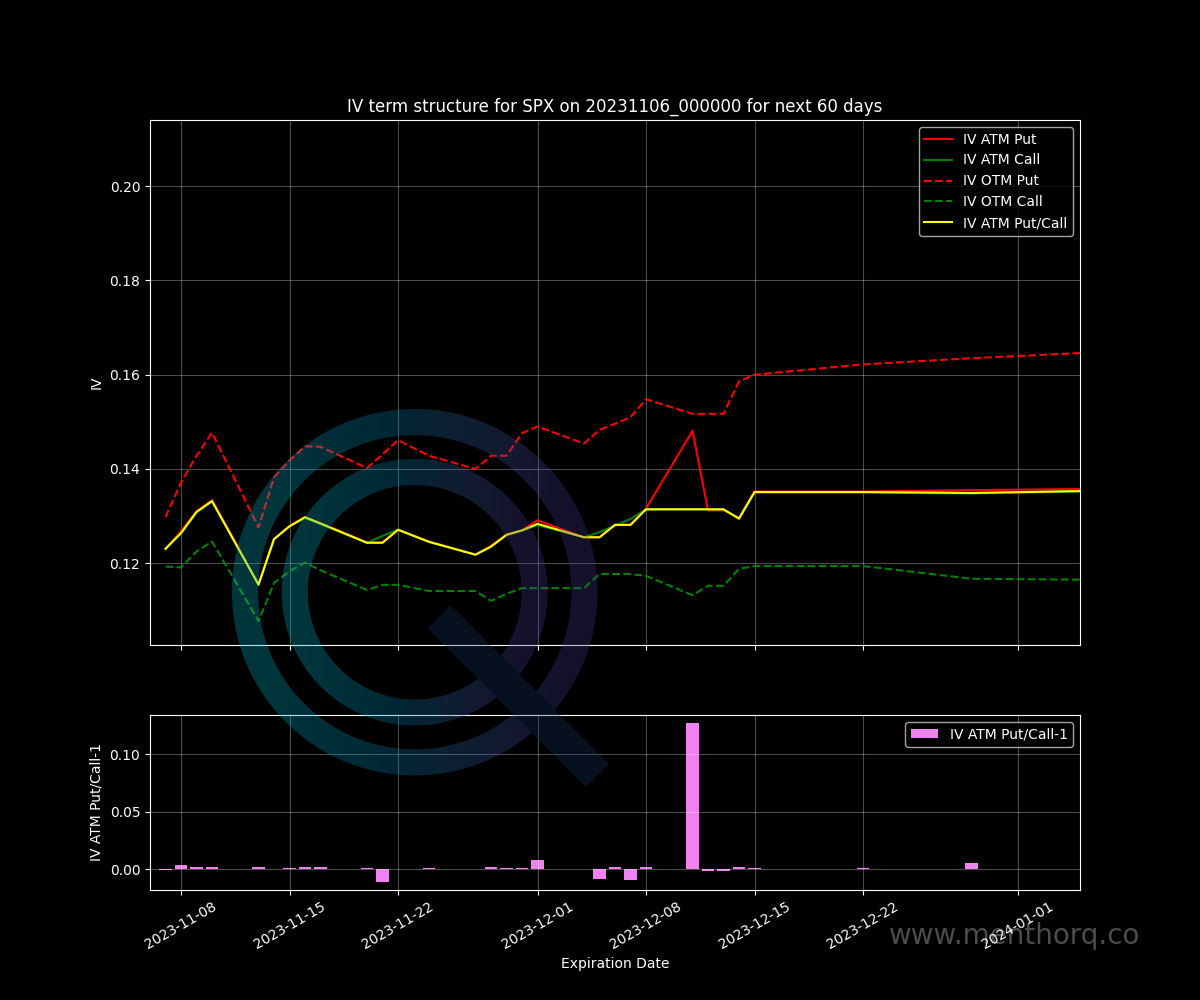 IV term structure for SPX on 20231106_000000 for next 60 days
IV ATM Put
IV ATM Call
IV OTM Put
IV OTM Call
IV ATM Put/Call
0.20
0.18
0.16
0.14
0.12
IV
IV ATM Put/Call-1
0.10
0.05
0.00
IV ATM Put/Call-1
2023-11-08
2023-11-15
2023-11-22
2023-12-01
2023-12-08
2023-12-15
2023-12-22
2024-01-01
www.menthorq.co
Expiration Date